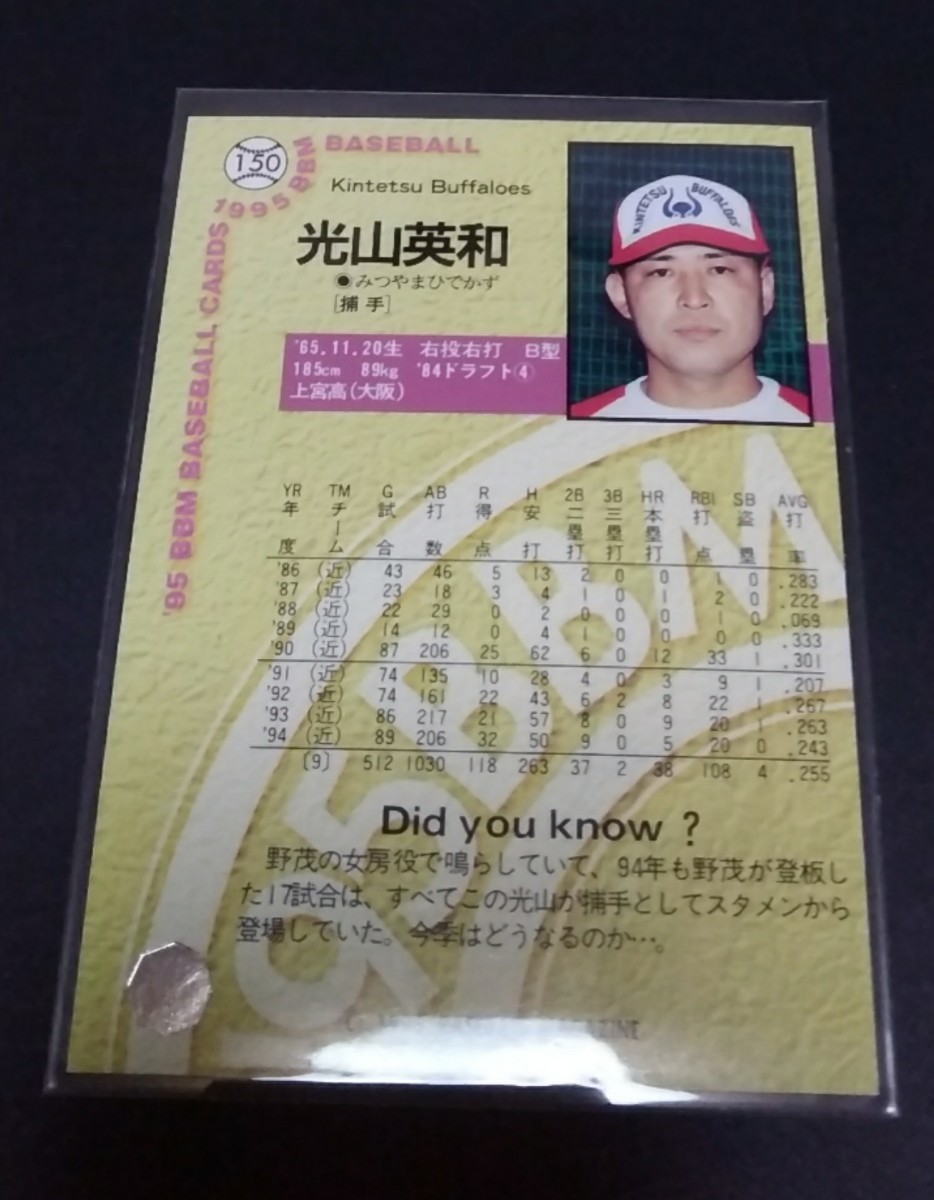 150
1995 BBM BASEBALL
'95 BBM BASEBALL CARDS
Kintetsu Buffaloes
光山英和
●みつやまひでかず
[捕手]
KINTETSU BUFFALOES
'65.11.20生 右投右打 B型
185cm 89kg '84ドラフト④
上宮高(大阪)
YR TM G AB R H 2B 3B HR RBI SB AVG
年度 チーム 試合 打数 得点 安打 二塁打 三塁打 本塁打 打点 盗塁 打率
'86 (近) 43 46 5 13 2 0 0 1 0 .283
'87 (近) 23 18 3 4 1 0 1 2 0 .222
'88 (近) 22 29 0 2 0 0 0 1 0 .069
'89 (近) 14 12 0 4 1 0 0 0 0 .333
'90 (近) 87 206 25 62 6 0 12 33 1 .301
'91 (近) 74 135 10 28 4 0 3 9 1 .207
'92 (近) 74 161 22 43 6 2 8 22 1 .267
'93 (近) 86 217 21 57 8 0 9 20 1 .263
'94 (近) 89 206 32 50 9 0 5 20 0 .243
[9] 512 1030 118 263 37 2 38 108 4 .255
'95 BBM
Did you know ?
野茂の女房役で鳴らしていて、94年も野茂が登板し
た17試合は、すべてこの光山が捕手としてスタメンから
登場していた。今季はどうなるのか…。